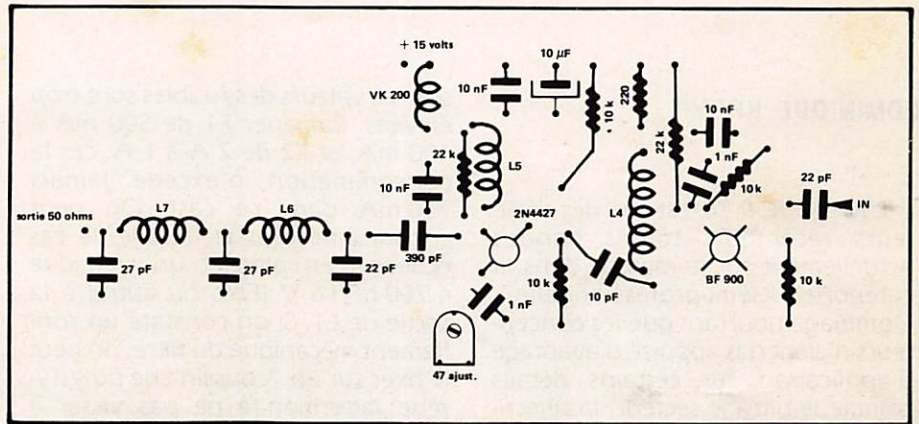 + 15 volts
VK 200
10 nF
10 µF
10 k
220
22 k
10 nF
1 nF
10 k
22 pF
IN
22 k
L5
10 nF
L4
sortie 50 ohms
L7
L6
2N4427
390 pF
27 pF
27 pF
22 pF
1 nF
10 k
10 pF
BF 900
10 k
47 ajust.